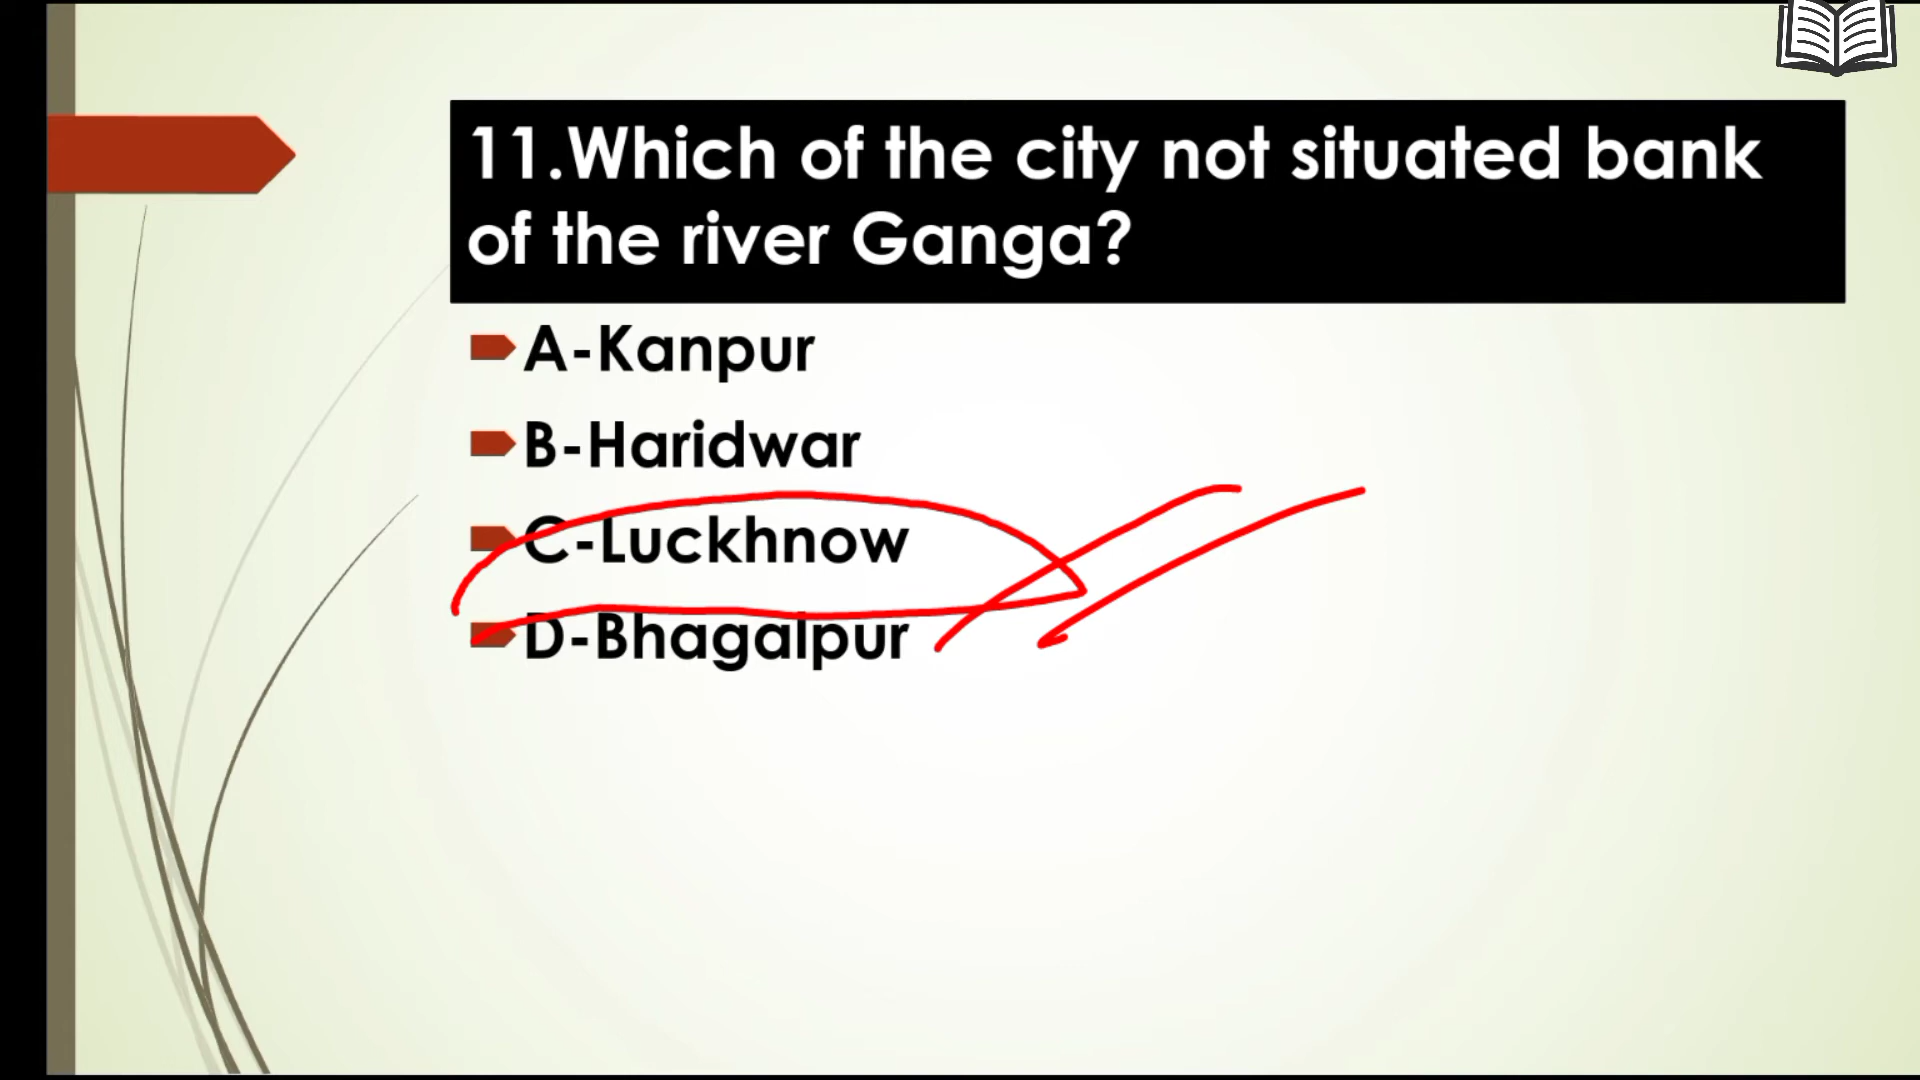 11.Which of the city not situated bank
of the river Ganga?
A-Kanpur
B-Haridwar
C-Luckhnow
D-Bhagalpur